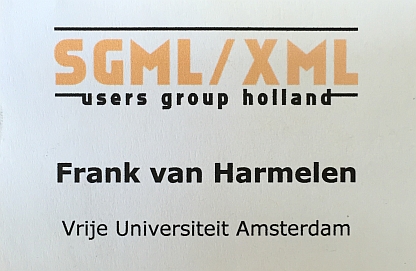 SGML/XML
users group holland
Frank van Harmelen
Vrije Universiteit Amsterdam